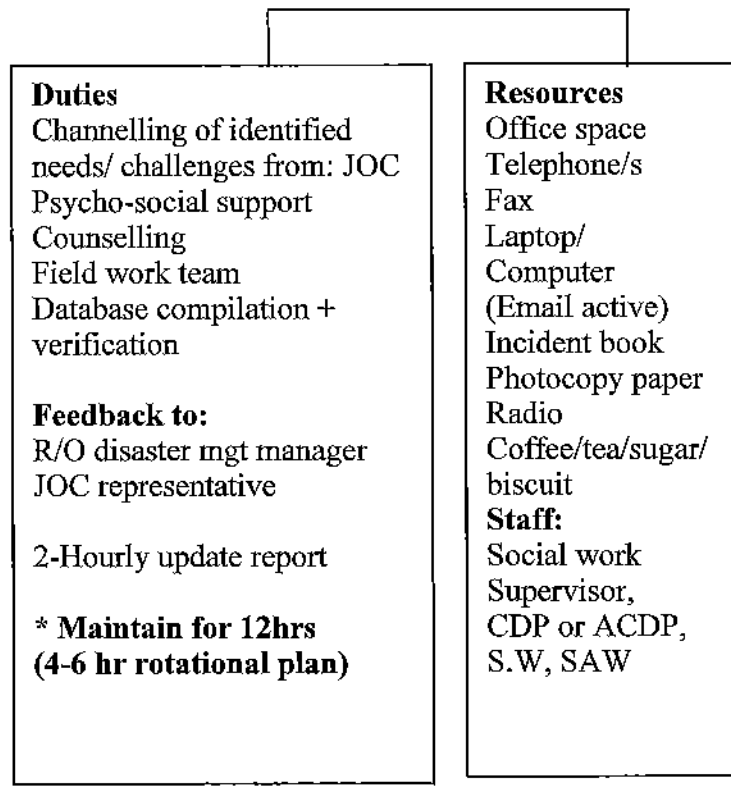 Duties
Channelling of identified
needs/ challenges from: JOC
Psycho-social support
Counselling
Field work team
Database compilation +
verification
Feedback to:
R/O disaster mgt manager
JOC representative
2-Hourly update report
* Maintain for 12hrs
(4-6 hr rotational plan)
Resources
Office space
Telephone/s
Fax
Laptop/
Computer
(Email active)
Incident book
Photocopy paper
Radio
Coffee/tea/sugar/
biscuit
Staff:
Social work
Supervisor,
CDP or ACDP,
S.W, SAW